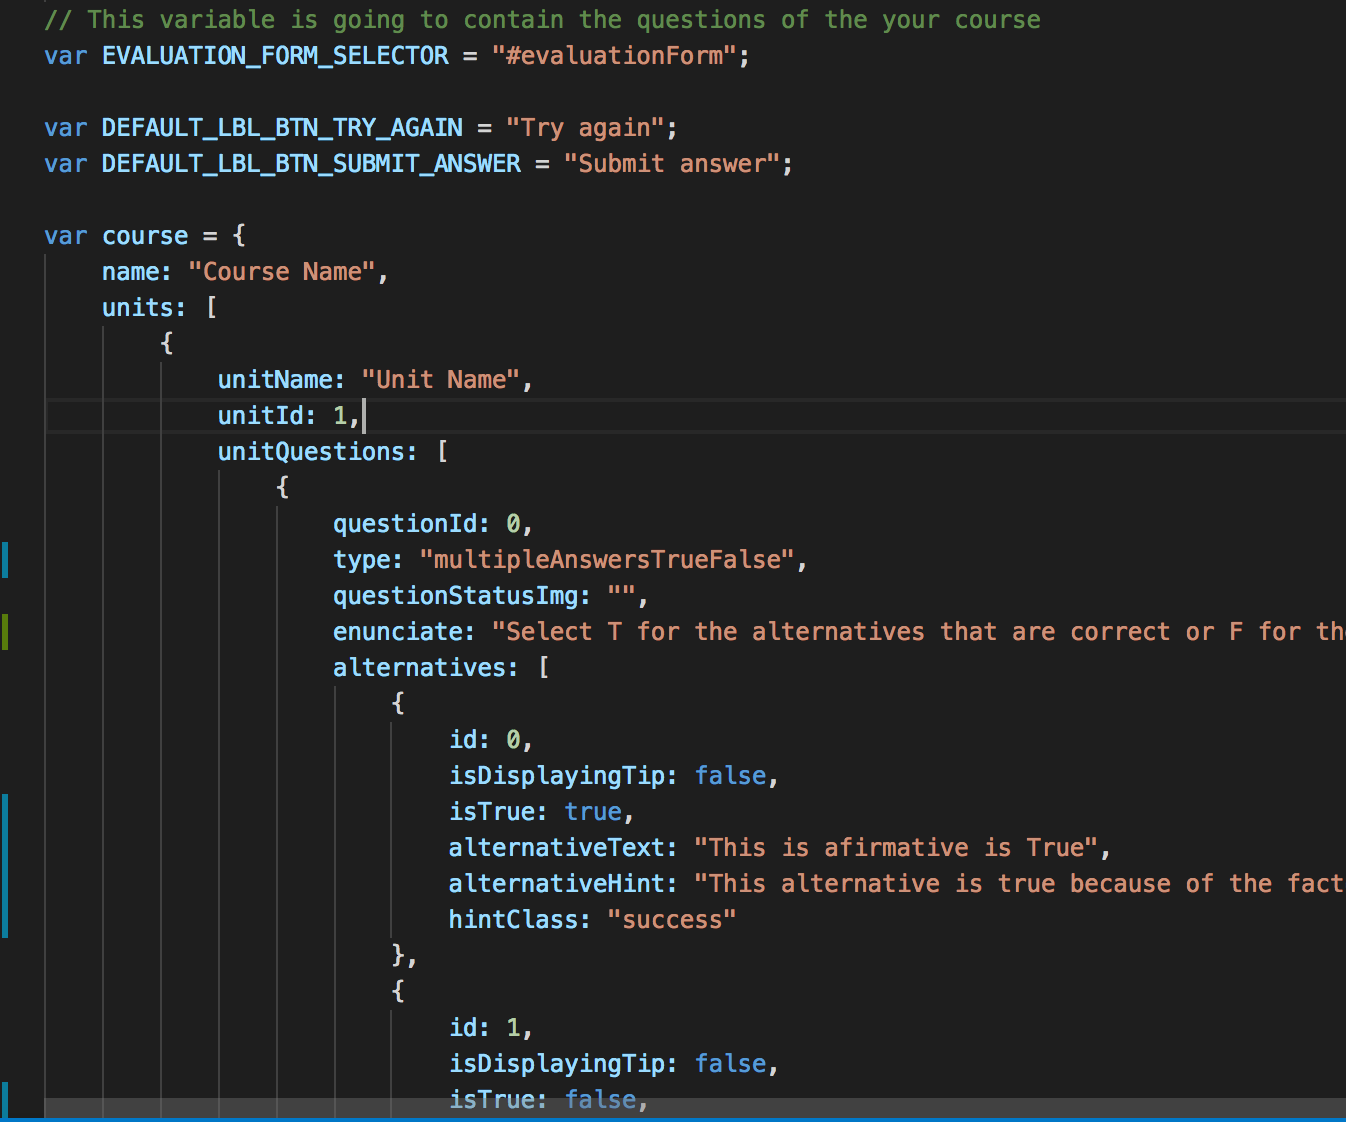 // This variable is going to contain the questions of the your course
var EVALUATION_FORM_SELECTOR = "#evaluationForm";
var DEFAULT_LBL_BTN_TRY_AGAIN = "Try again";
var DEFAULT_LBL_BTN_SUBMIT_ANSWER = "Submit answer";
var course = {
name: "Course Name",
units: [
{
unitName: "Unit Name",
unitId: 1,
unitQuestions: [
{
questionId: 0,
type: "multipleAnswersTrueFalse",
questionStatusImg: "",
enunciate: "Select T for the alternatives that are correct or F for th
alternatives: [
{
id: 0,
isDisplayingTip: false,
isTrue: true,
alternativeText: "This is afirmative is True",
alternativeHint: "This alternative is true because of the fact
hintClass: "success"
},
{
id: 1,
isDisplayingTip: false,
isTrue: false,